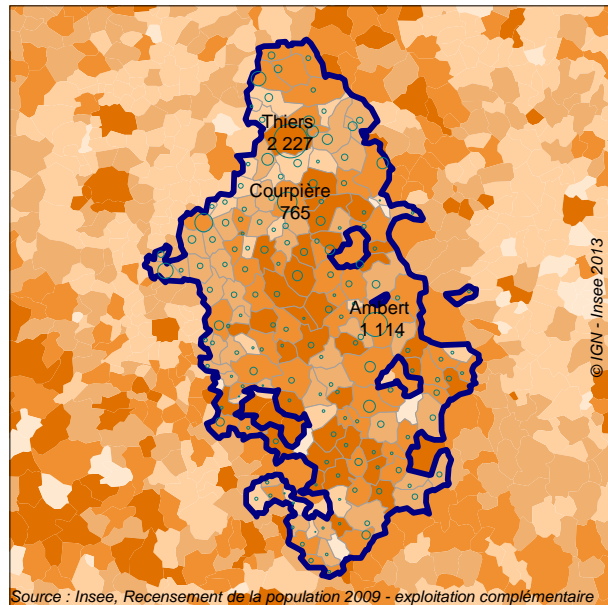 Thiers
2 227
Courpière
765
Ambert
1 114
© IGN - Insee 2013
Source : Insee, Recensement de la population 2009 - exploitation complémentaire